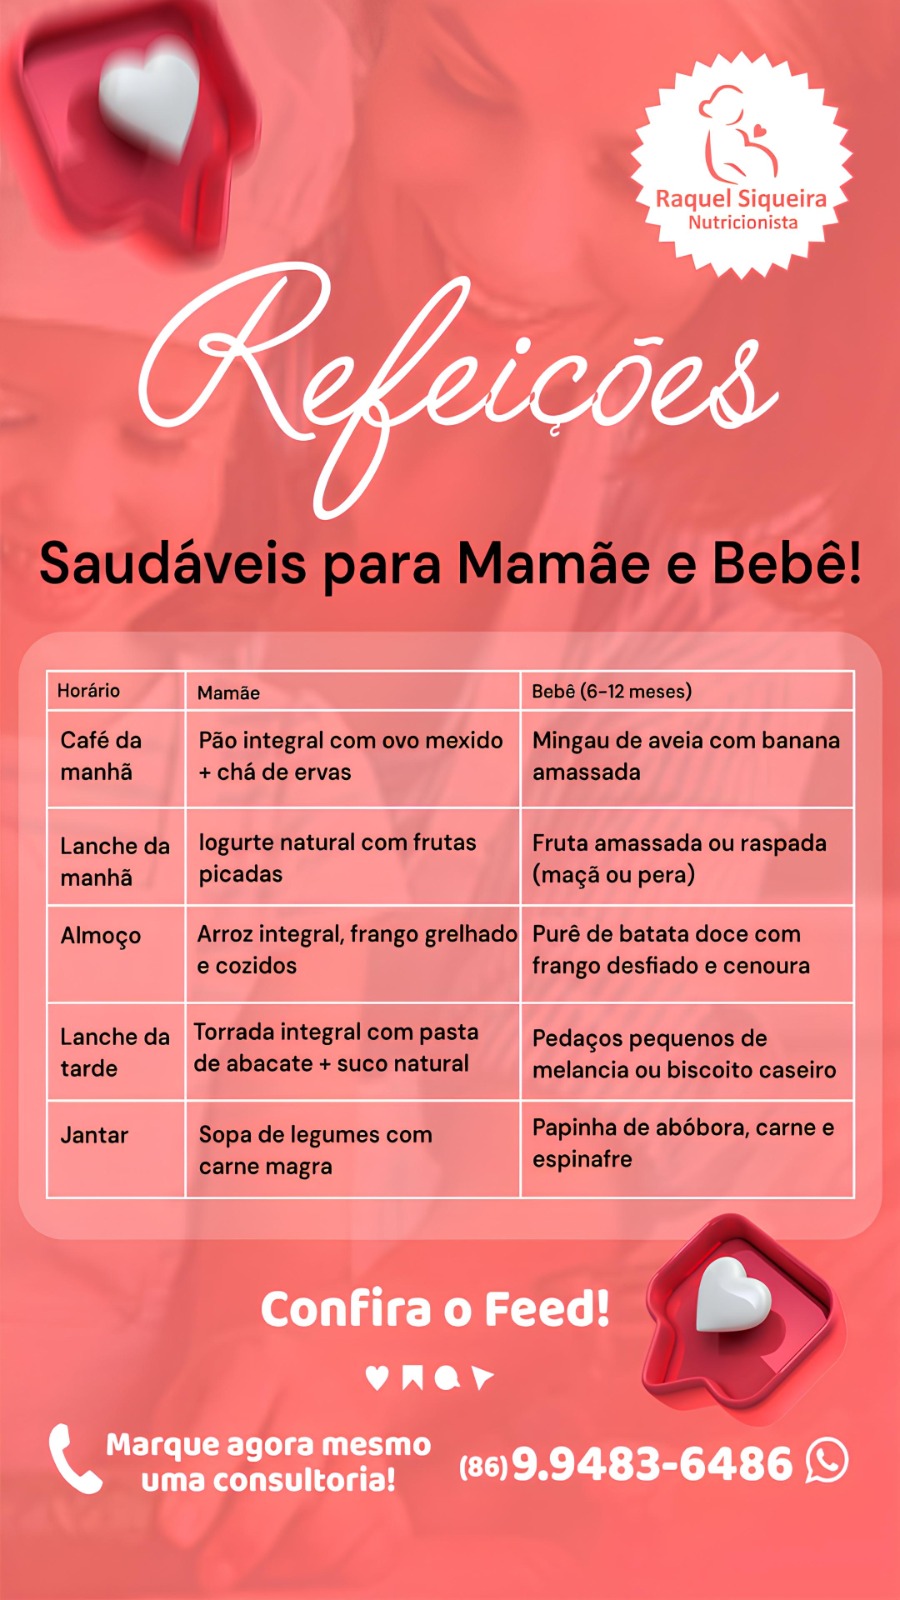 Raquel Siqueira
Nutricionista
Refeições
Saudáveis para Mamãe e Bebê!
Horário
Mamãe
Bebê (6-12 meses)
Café da
manhã
Pão integral com ovo mexido
+ chá de ervas
Mingau de aveia com banana
amassada
Lanche da
manhã
Iogurte natural com frutas
picadas
Fruta amassada ou raspada
(maçã ou pera)
Almoço
Arroz integral, frango grelhado
e cozidos
Purê de batata doce com
frango desfiado e cenoura
Lanche da
tarde
Torrada integral com pasta
de abacate + suco natural
Pedaços pequenos de
melancia ou biscoito caseiro
Jantar
Sopa de legumes com
carne magra
Papinha de abóbora, carne e
espinafre
Confira o Feed!
Marque agora mesmo
uma consultoria!
(86)9.9483-6486